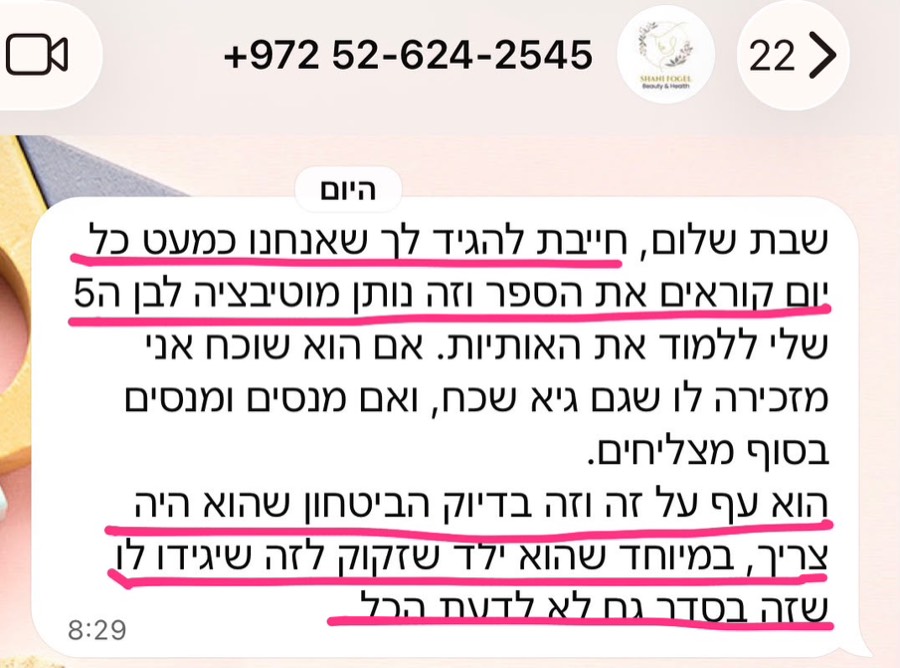 +972 52-624-2545
22
SHANI FOGEL
Beauty & Health
היום
שבת שלום, חייבת להגיד לך שאנחנו כמעט כל
יום קוראים את הספר וזה נותן מוטיבציה לבן ה5
שלי ללמוד את האותיות. אם הוא שוכח אני
מזכירה לו שגם גיא שכח, ואם מנסים ומנסים
בסוף מצליחים.
הוא עף על זה וזה בדיוק הביטחון שהוא היה
צריך, במיוחד שהוא ילד שזקוק לזה שיגידו לו
שזה בסדר גם לא לדעת הכל
8:29